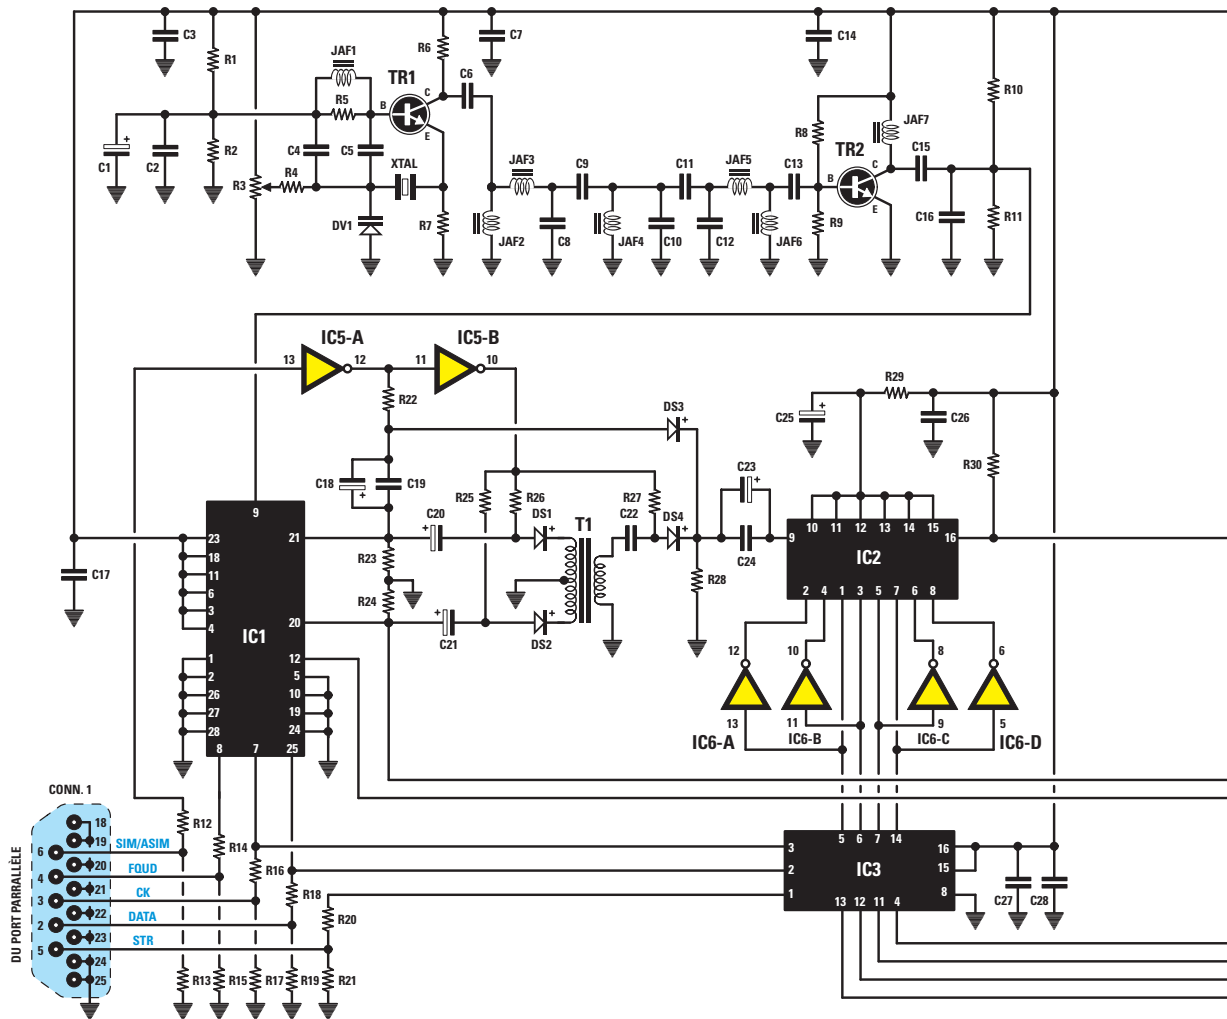 C3
R1
JAF1
R5
TR1
B
C
E
R6
C6
C7
C14
R10
C1
+
C2
R2
R3
R4
C4
C5
XTAL
DV1
R7
JAF2
JAF3
C8
C9
JAF4
C10
C11
C12
JAF5
JAF6
C13
R8
R9
TR2
B
C
E
JAF7
C15
C16
R11
IC5-A
13
12
IC5-B
11
10
R22
DS3
+
C25
+
R29
C26
R30
C18
+
C19
R25
R26
R27
C23
+
C20
+
DS1
+
T1
C22
DS4
+
C24
R28
R23
R24
C21
+
DS2
+
C17
IC1
9
23
18
11
6
3
4
1
2
26
27
28
21
20
12
5
10
19
24
8
7
25
IC2
10
11
12
13
14
15
9
16
2
4
1
3
5
7
6
8
12
13
IC6-A
10
11
IC6-B
8
9
IC6-C
6
5
IC6-D
IC3
5
6
7
14
3
2
1
16
15
8
13
12
11
4
C27
C28
CONN. 1
DU PORT PARRALLÈLE
18
19
6
SIM/ASIM
20
4
FQUD
21
3
CK
22
2
DATA
23
5
STR
24
25
R12
R14
R16
R18
R20
R13
R15
R17
R19
R21